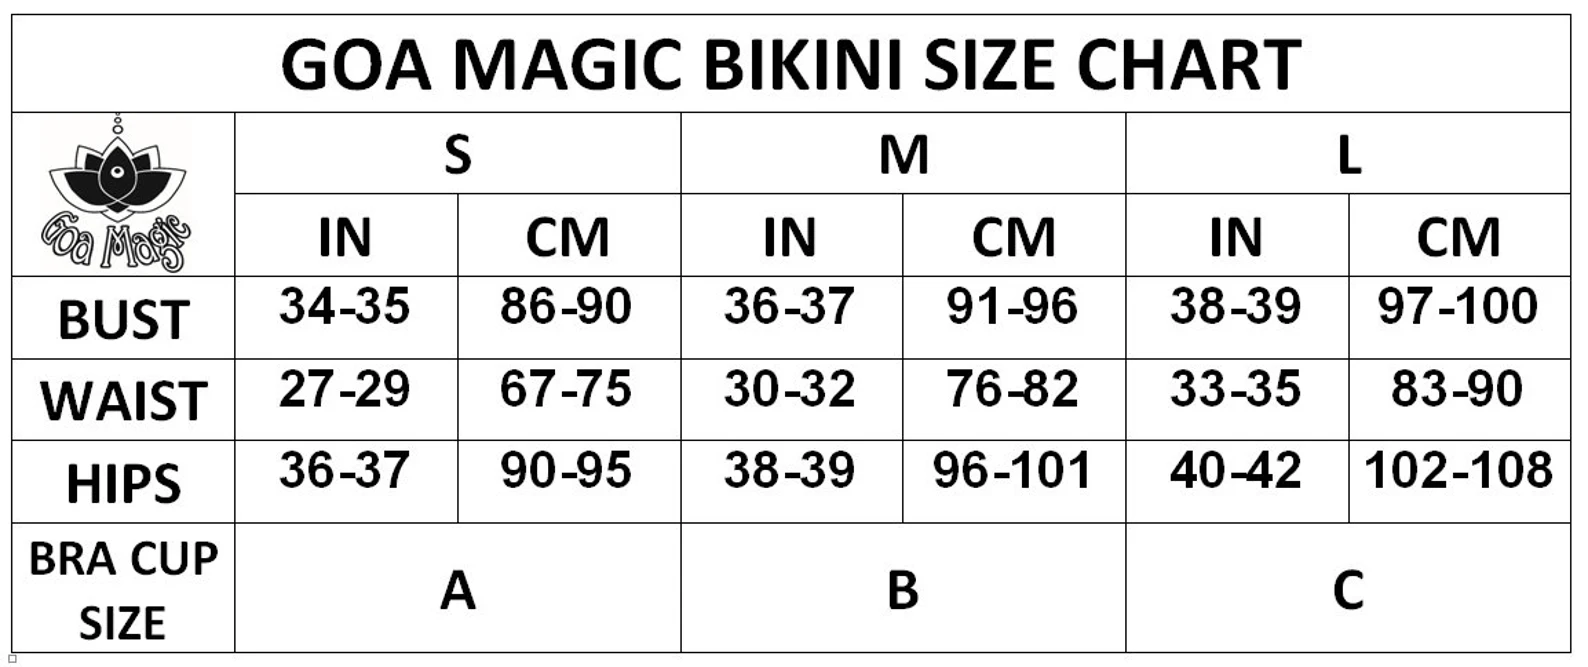 GOA MAGIC BIKINI SIZE CHART
Goa Magic
S M L
IN CM IN CM IN CM
BUST 34-35 86-90 36-37 91-96 38-39 97-100
WAIST 27-29 67-75 30-32 76-82 33-35 83-90
HIPS 36-37 90-95 38-39 96-101 40-42 102-108
BRA CUP
SIZE A B C